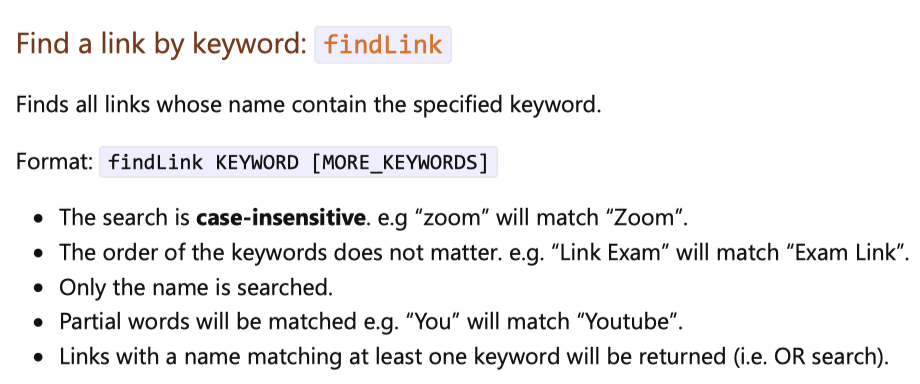 Find a link by keyword: findLink
Finds all links whose name contain the specified keyword.
Format: findLink KEYWORD [MORE_KEYWORDS]
• The search is case-insensitive. e.g “zoom” will match “Zoom”.
• The order of the keywords does not matter. e.g. “Link Exam” will match “Exam Link”.
• Only the name is searched.
• Partial words will be matched e.g. “You” will match “Youtube”.
• Links with a name matching at least one keyword will be returned (i.e. OR search).